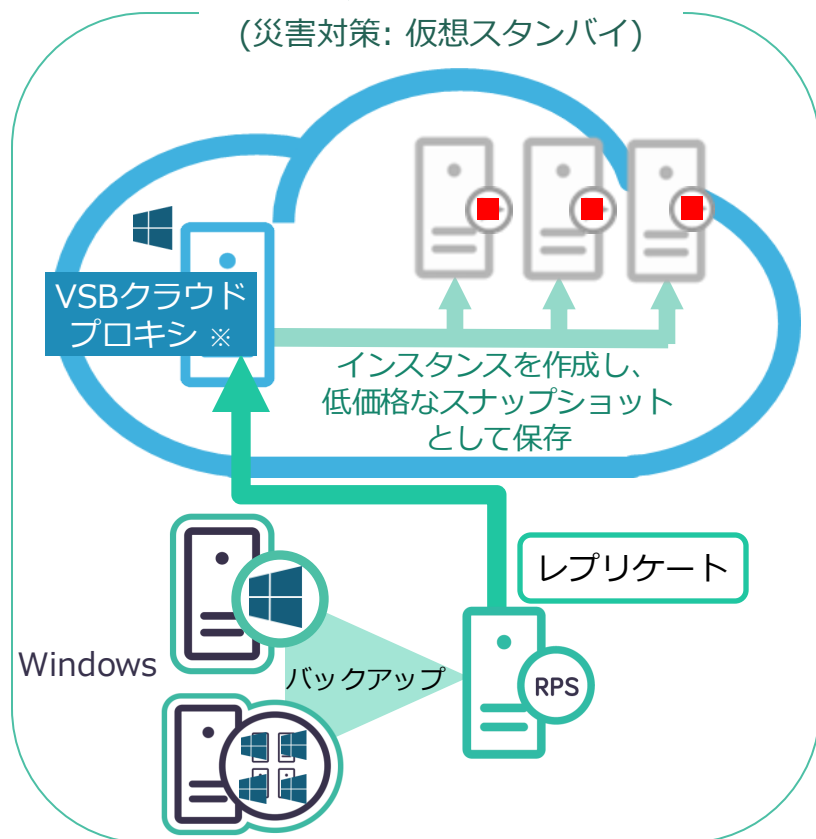 (災害対策: 仮想スタンバイ)
VSBクラウド
プロキシ ※
インスタンスを作成し、
低価格なスナップショット
として保存
レプリケート
Windows
バックアップ
RPS